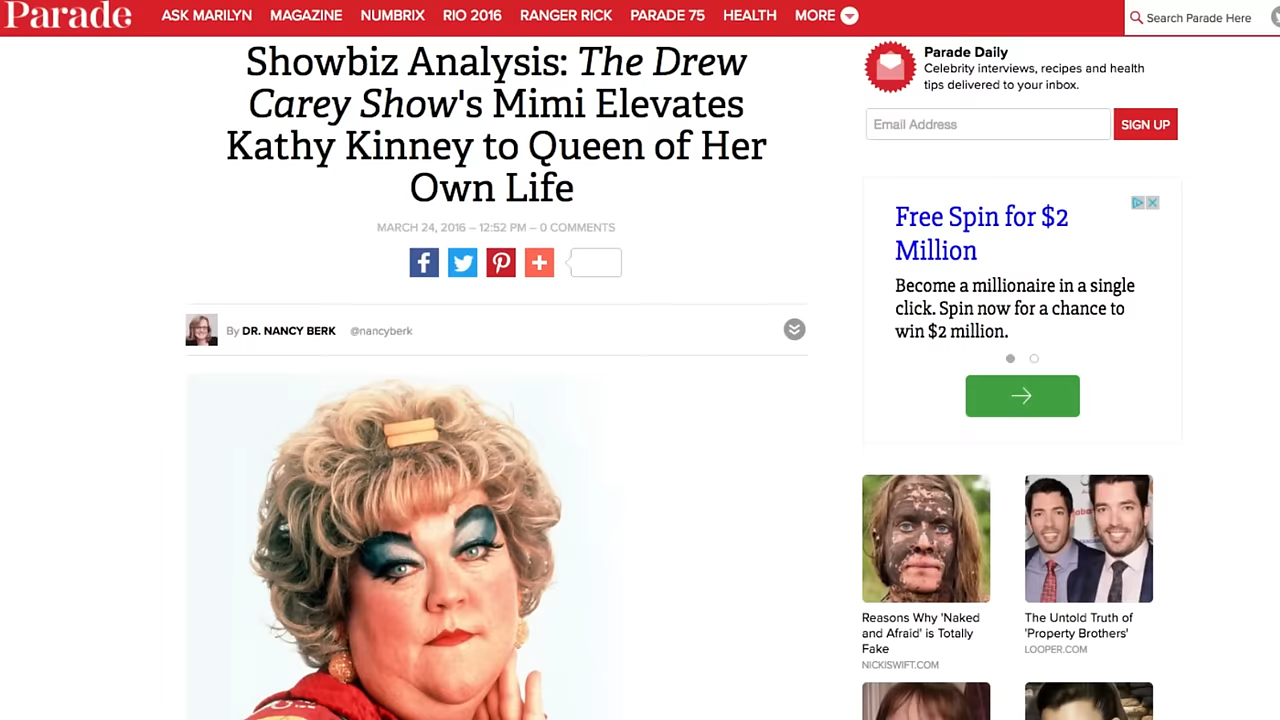 Parade
ASK MARILYN MAGAZINE NUMBRIX RIO 2016 RANGER RICK PARADE 75 HEALTH MORE
Search Parade Here
Showbiz Analysis: The Drew
Carey Show's Mimi Elevates
Kathy Kinney to Queen of Her
Own Life
MARCH 24, 2016 – 12:52 PM – 0 COMMENTS
By DR. NANCY BERK @nancyberk
Parade Daily
Celebrity interviews, recipes and health
tips delivered to your inbox.
Email Address
SIGN UP
Free Spin for $2
Million
Become a millionaire in a single
click. Spin now for a chance to
win $2 million.
Reasons Why 'Naked
and Afraid' is Totally
Fake
NICKISWIFT.COM
The Untold Truth of
'Property Brothers'
LOOPER.COM